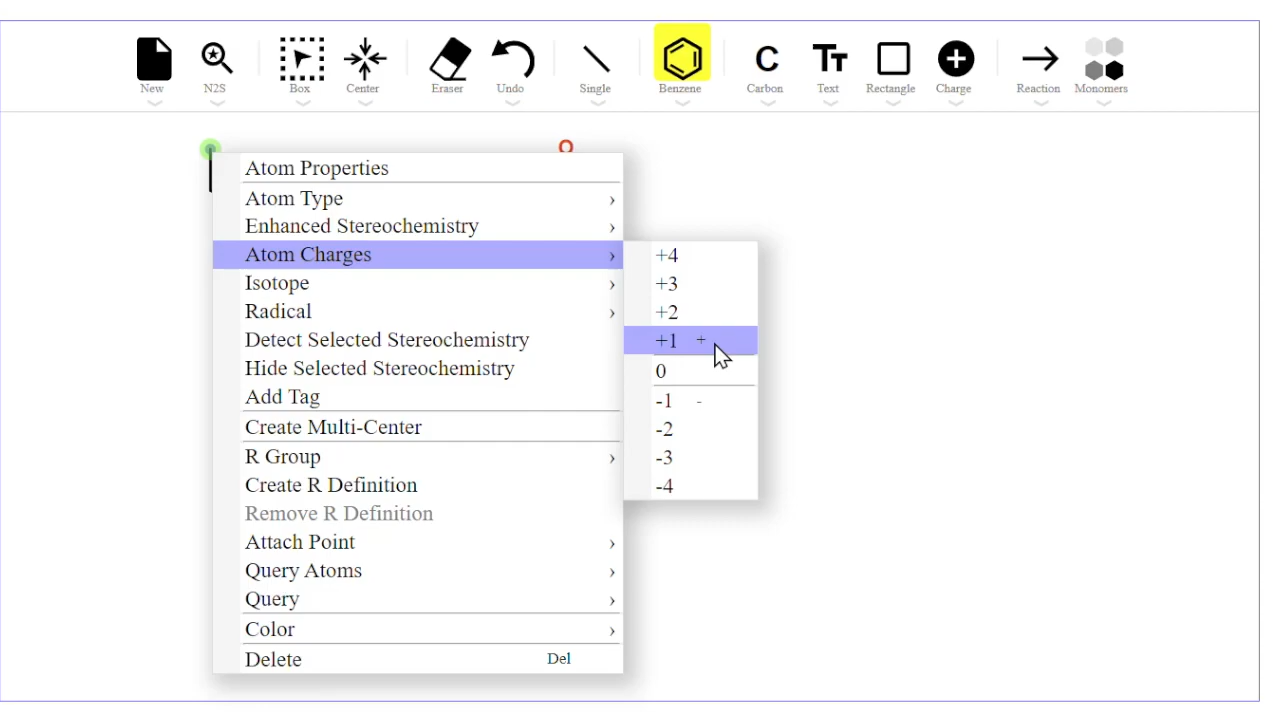 New N2S Box Center Eraser Undo Single Benzene Carbon Text Rectangle Charge Reaction Monomers
O
Atom Properties
Atom Type
Enhanced Stereochemistry
Atom Charges
Isotope
Radical
Detect Selected Stereochemistry
Hide Selected Stereochemistry
Add Tag
Create Multi-Center
R Group
Create R Definition
Remove R Definition
Attach Point
Query Atoms
Query
Color
Delete Del
+4
+3
+2
+1 +
0
-1 -
-2
-3
-4